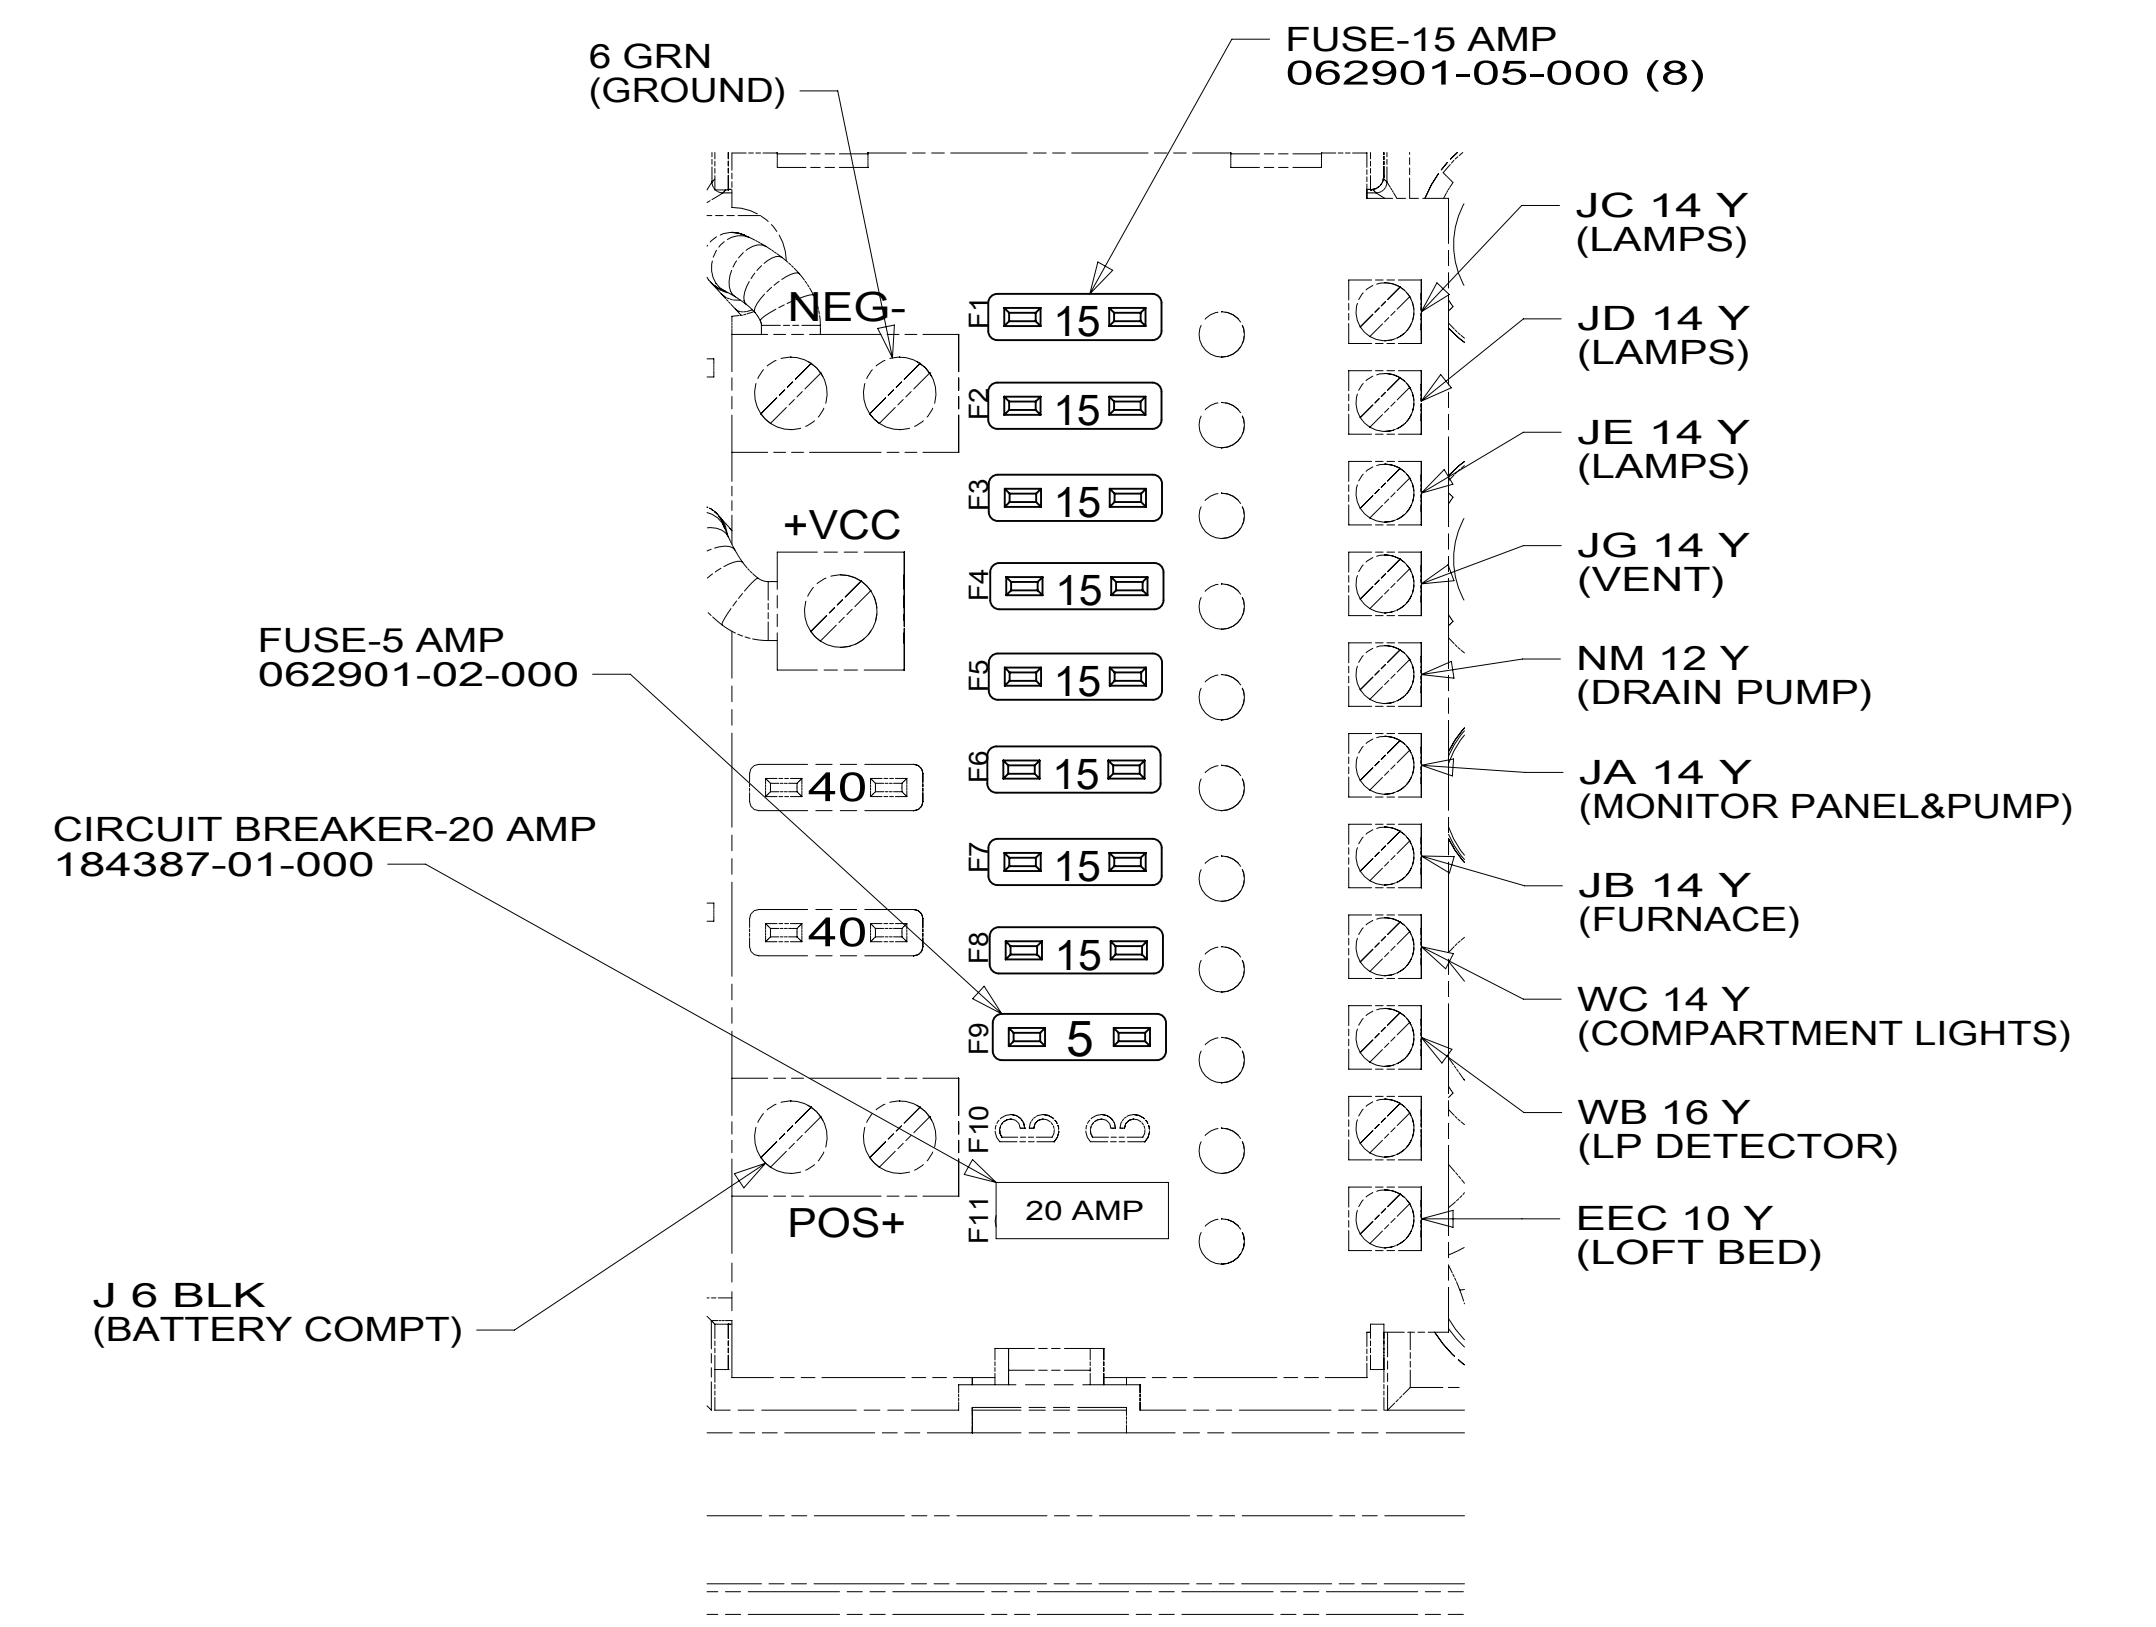 6 GRN
(GROUND)
FUSE-15 AMP
062901-05-000 (8)
JC 14 Y
(LAMPS)
JD 14 Y
(LAMPS)
JE 14 Y
(LAMPS)
JG 14 Y
(VENT)
NM 12 Y
(DRAIN PUMP)
JA 14 Y
(MONITOR PANEL&PUMP)
JB 14 Y
(FURNACE)
WC 14 Y
(COMPARTMENT LIGHTS)
WB 16 Y
(LP DETECTOR)
EEC 10 Y
(LOFT BED)
NEG-
+VCC
FUSE-5 AMP
062901-02-000
40
CIRCUIT BREAKER-20 AMP
184387-01-000
40
POS+
J 6 BLK
(BATTERY COMPT)
F1 15
F2 15
F3 15
F4 15
F5 15
F6 15
F7 15
F8 15
F9 5
F10
F11 20 AMP